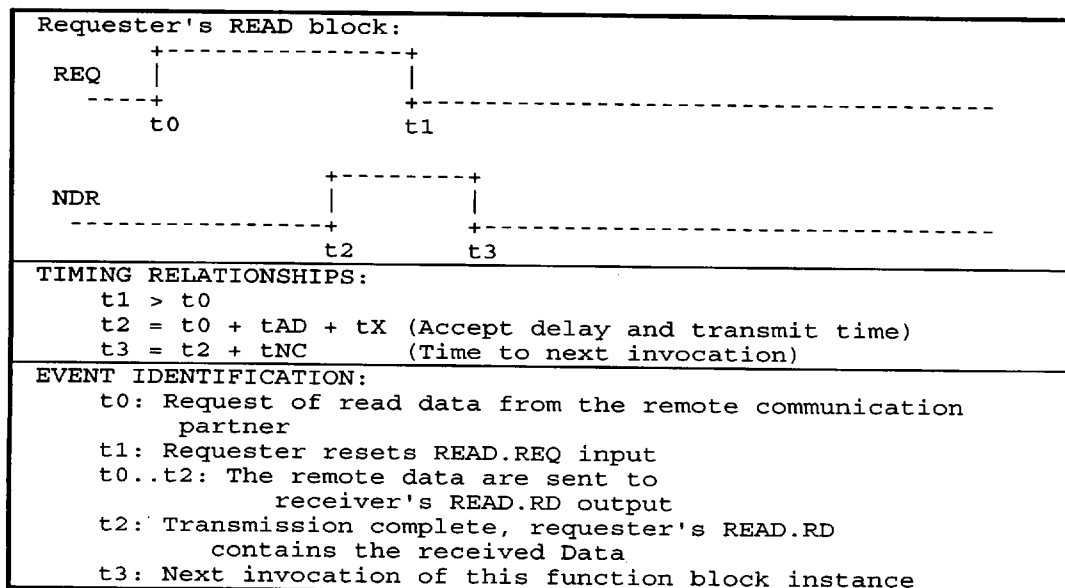 Requester's READ block:
REQ
t0 t1
NDR
t2 t3
TIMING RELATIONSHIPS:
t1 > t0
t2 = t0 + tAD + tX (Accept delay and transmit time)
t3 = t2 + tNC (Time to next invocation)
EVENT IDENTIFICATION:
t0: Request of read data from the remote communication
partner
t1: Requester resets READ.REQ input
t0..t2: The remote data are sent to
receiver's READ.RD output
t2: Transmission complete, requester's READ.RD
contains the received Data
t3: Next invocation of this function block instance